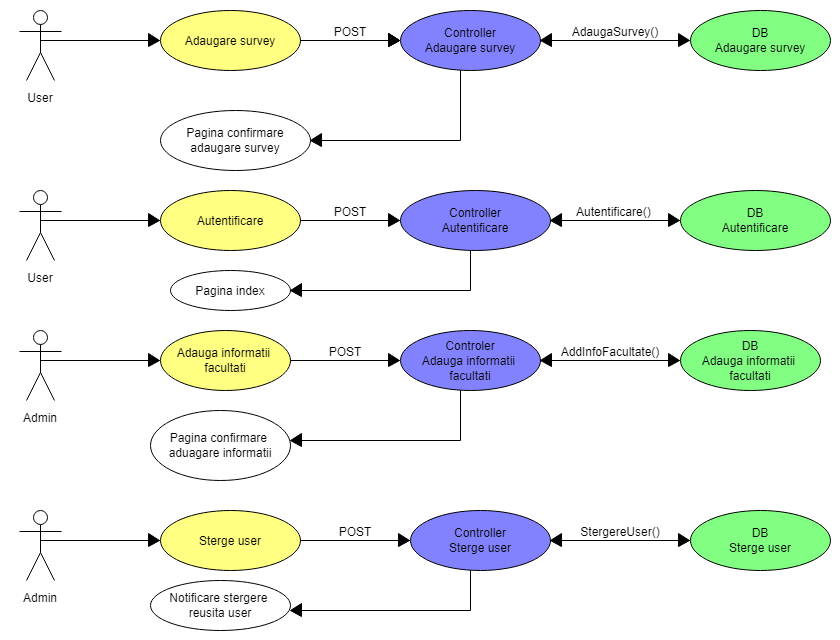 POST
AdaugaSurvey()
Adaugare survey
Controller
Adaugare survey
DB
Adaugare survey
User
Pagina confirmare
adaugare survey
POST
Autentificare()
Autentificare
Controller
Autentificare
DB
Autentificare
User
Pagina index
POST
AddInfoFacultate()
Adauga informatii
facultati
Controler
Adauga informatii
facultati
DB
Adauga informatii
facultati
Admin
Pagina confirmare
aduagare informatii
POST
StergereUser()
Sterge user
Controller
Sterge user
DB
Sterge user
Admin
Notificare stergere
reusita user